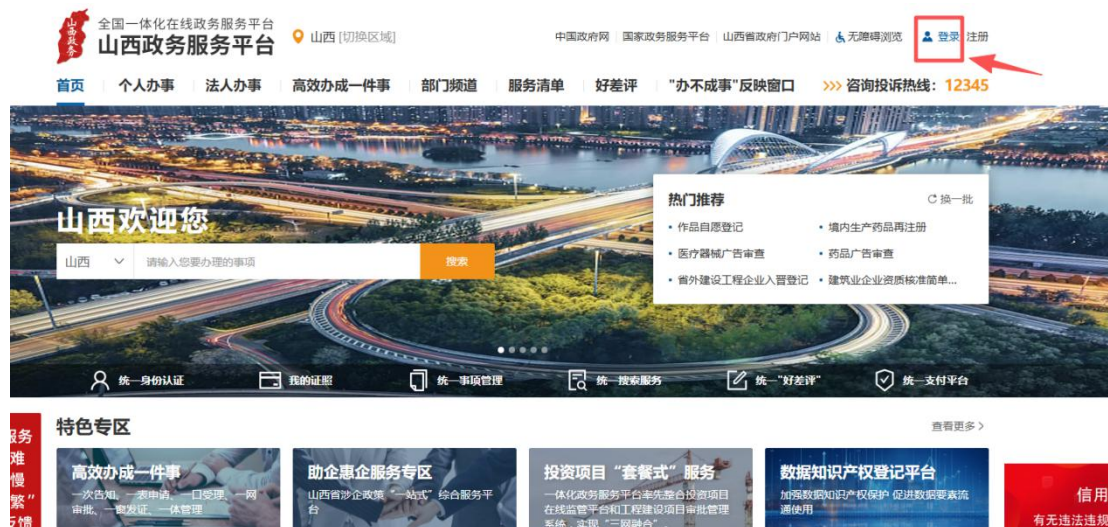 山西政务
全国一体化在线政务服务平台
山西政务服务平台
山西 [切换区域]
中国政府网 国家政务服务平台 山西省政府门户网站 无障碍浏览 登录 注册
首页 个人办事 法人办事 高效办成一件事 部门频道 服务清单 好差评 "办不成事"反映窗口 >>> 咨询投诉热线：12345
山西欢迎您
山西 请输入您要办理的事项 搜索
热门推荐 换一批
• 作品自愿登记 • 境内生产药品再注册
• 医疗器械广告审查 • 药品广告审查
• 省外建设工程企业入晋登记 • 建筑业企业资质核准简单...
统一身份认证 我的证照 统一事项管理 统一搜索服务 统一"好差评" 统一支付平台
特色专区 查看更多 >
服务
难
慢
繁"
反馈
高效办成一件事
一次告知、一表申请、一口受理、一网
审批、一窗发证、一体管理
助企惠企服务专区
山西省涉企政策“一站式”综合服务平
台
投资项目“套餐式”服务
一体化政务服务平台率先整合投资项目
在线监管平台和工程建设项目审批管理
系统，实现“三网融合”。
数据知识产权登记平台
加强数据知识产权保护 促进数据要素流
通使用
信用
有无违法违规